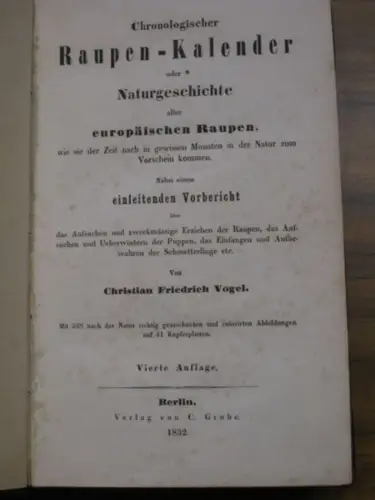 Chronologischer
Raupen-Kalender
oder
Naturgeschichte
aller
europäischen Raupen,
wie sie der Zeit nach in gewissen Monaten in der Natur zum
Vorschein kommen.
Nebst einem
einleitenden Vorbericht
über
das Aufsuchen und zweckmässige Erziehen der Raupen, das Auf-
suchen und Ueberwintern der Puppen, das Einfangen und Aufbe-
wahren der Schmetterlinge etc.
Von
Christian Friedrich Vogel.
Mit nach der Natur richtig gezeichneten und colorirten Abbildungen
auf 41 Kupferplatten.
Vierte Auflage.
Berlin.
Verlag von C. Grobe.
1852.